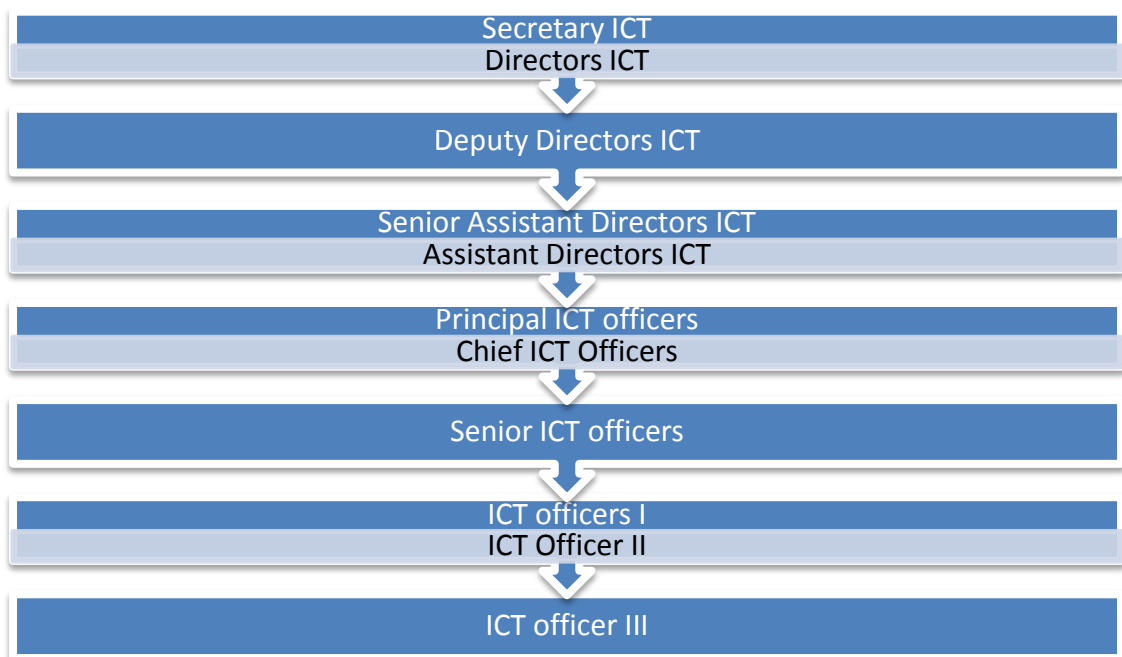 Secretary ICT
Directors ICT
Deputy Directors ICT
Senior Assistant Directors ICT
Assistant Directors ICT
Principal ICT officers
Chief ICT Officers
Senior ICT officers
ICT officers I
ICT Officer II
ICT officer III